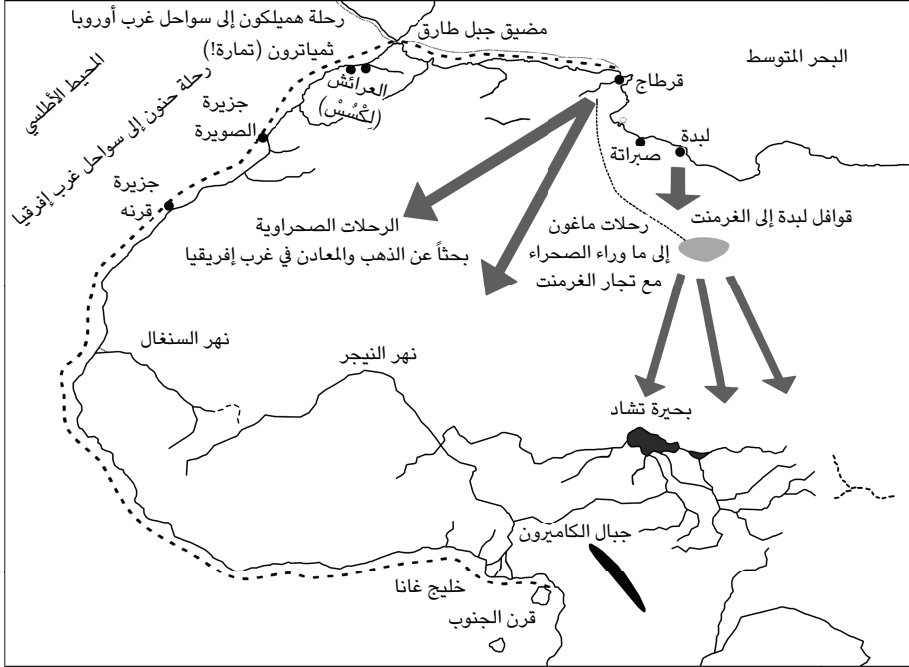 رحلة هميلكون إلى سواحل غرب أوروبا
مضيق جبل طارق
البحر المتوسط
ثمياترون (تمارة!)
المحيط الأطلسي
رحلة حنون إلى سواحل غرب إفرقيا
العرائش
(لكْسُسْ)
قرطاج
جزيرة
الصويرة
لبدة
صبراتة
جزيرة
قرنه
قوافل لبدة إلى الغرمنت
الرحلات الصحراوية
بحثاً عن الذهب والمعادن في غرب إفريقيا
رحلات ماغون
إلى ما وراء الصحراء
مع تجار الغرمنت
نهر السنغال
نهر النيجر
بحيرة تشاد
جبال الكاميرون
خليج غانا
قرن الجنوب